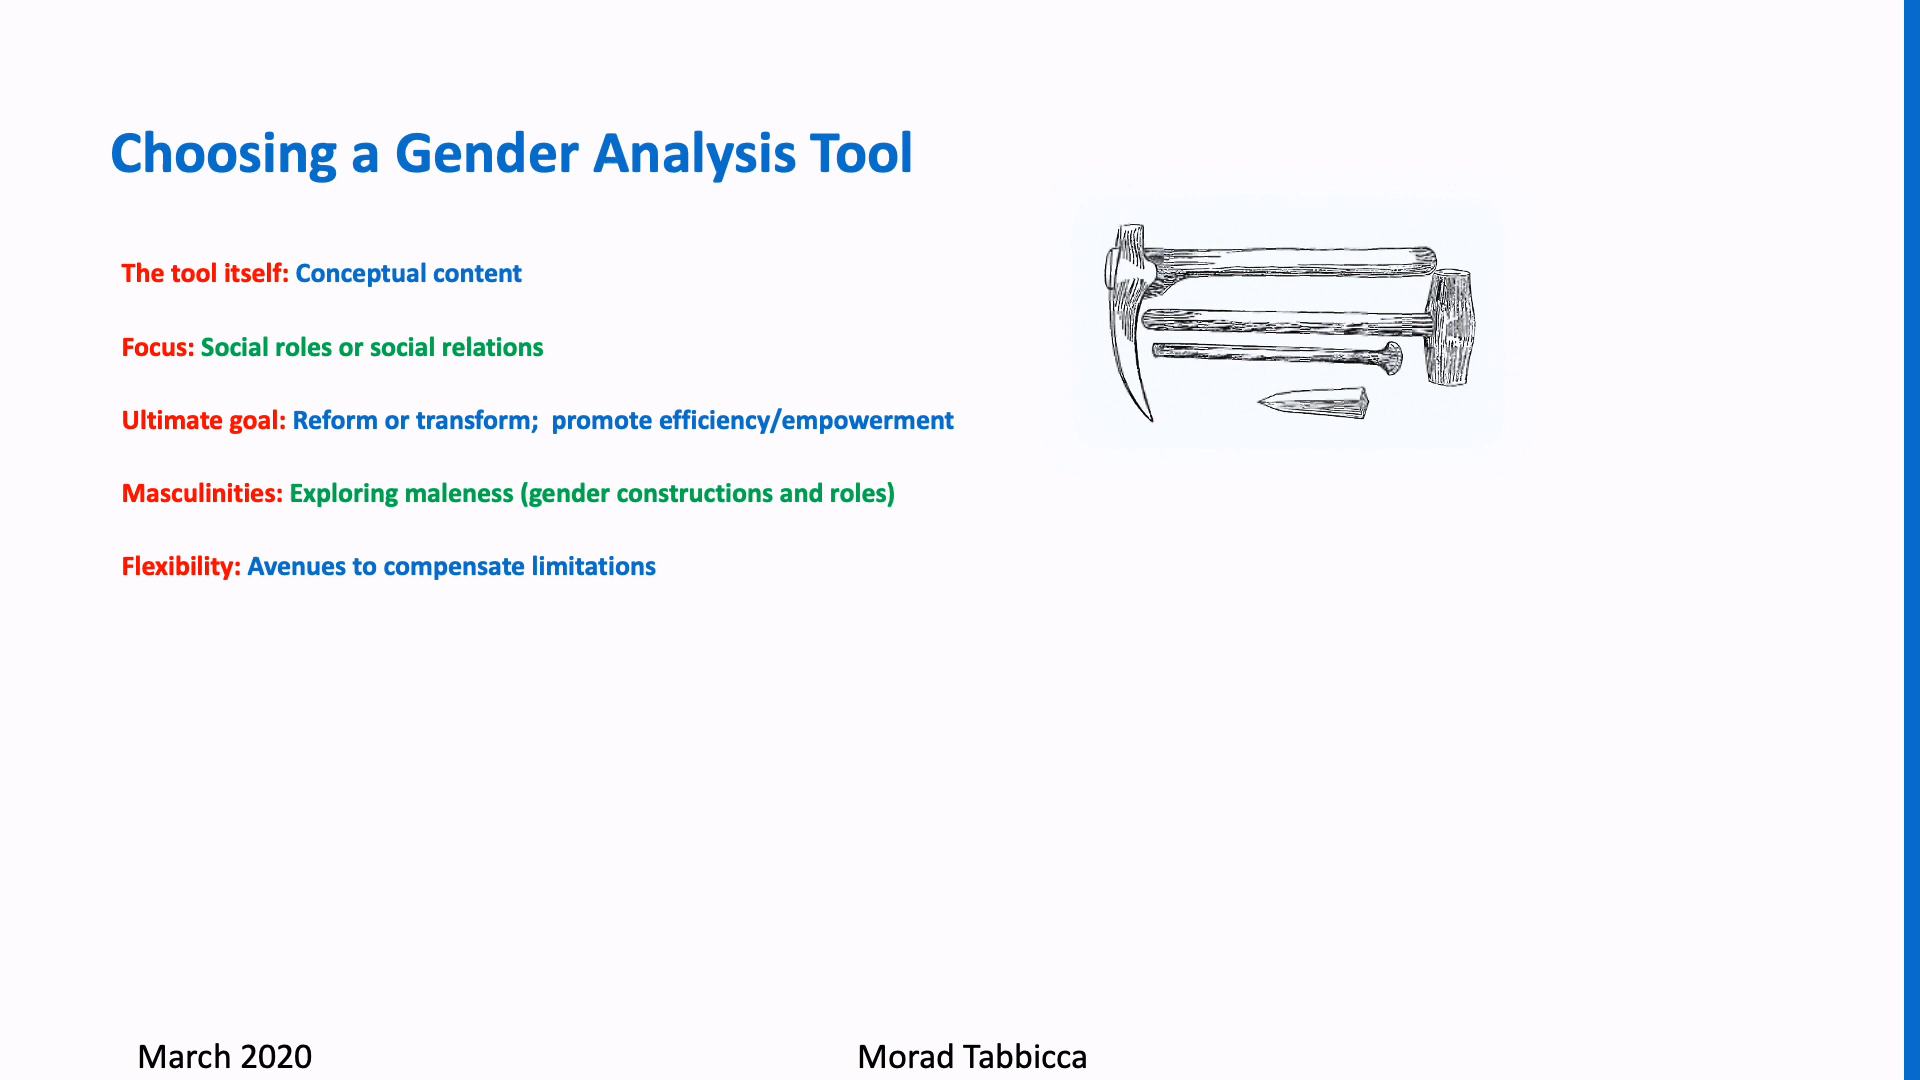 Choosing a Gender Analysis Tool
The tool itself: Conceptual content
Focus: Social roles or social relations
Ultimate goal: Reform or transform;  promote efficiency/empowerment
Masculinities: Exploring maleness (gender constructions and roles)
Flexibility: Avenues to compensate limitations
March 2020
Morad Tabbicca